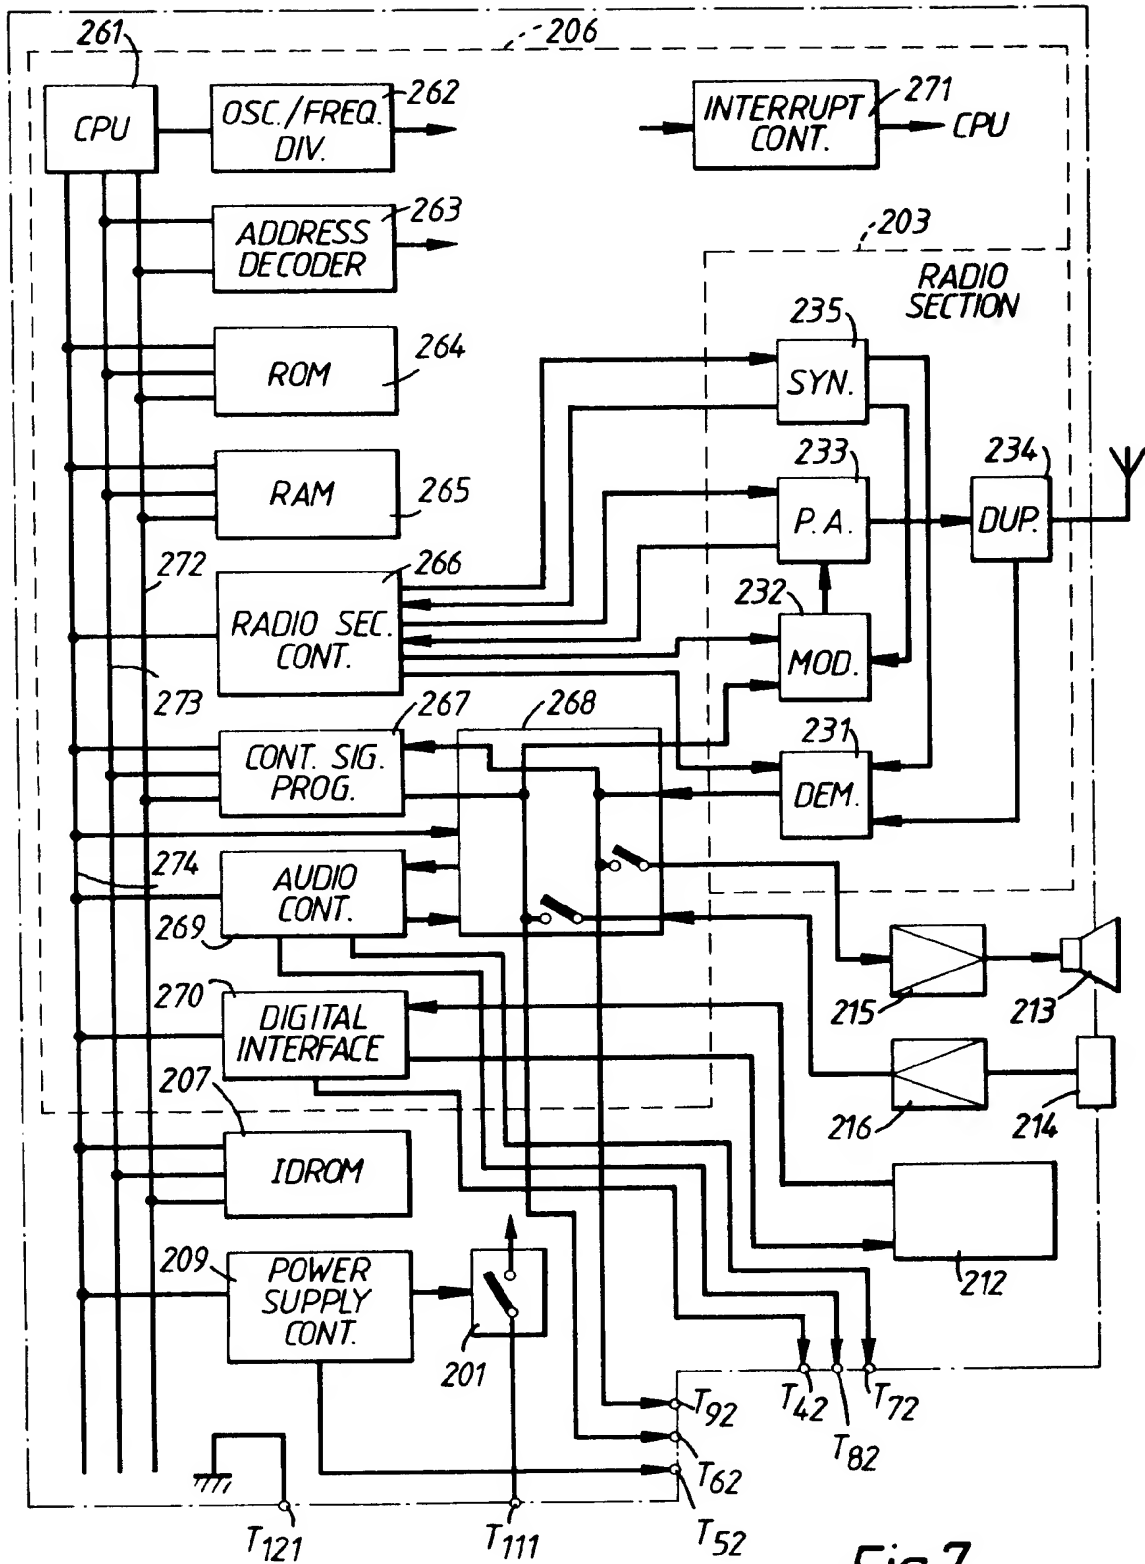 261
206
CPU
OSC./FREQ.
DIV.
262
INTERRUPT
CONT.
271
CPU
ADDRESS
DECODER
263
203
RADIO
SECTION
ROM
264
235
SYN.
RAM
265
233
P.A.
234
DUP.
272
RADIO SEC.
CONT.
266
232
MOD.
273
CONT. SIG.
PROG.
267
268
231
DEM.
274
AUDIO
CONT.
269
215
213
270
DIGITAL
INTERFACE
216
214
207
IDROM
212
209
POWER
SUPPLY
CONT.
201
T92
T42
T72
T62
T82
T52
T121
T111
Fig.7